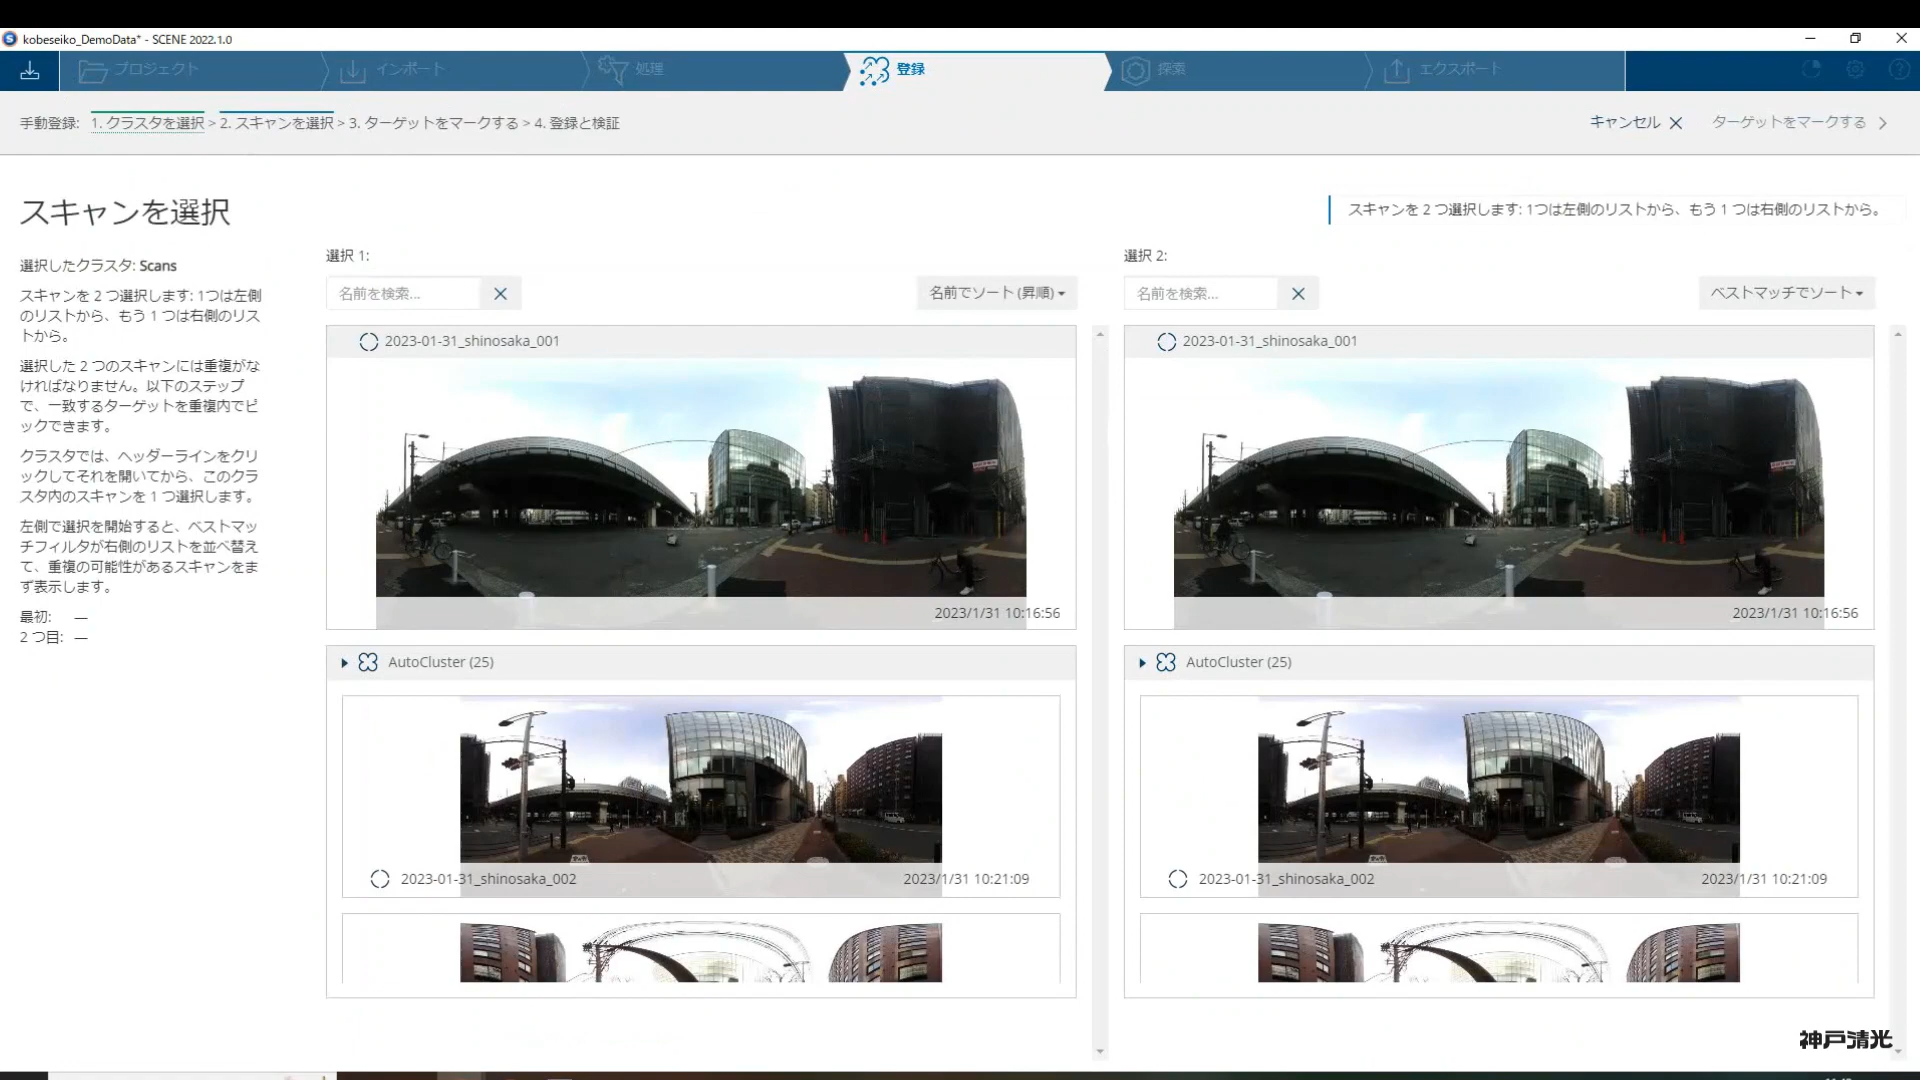 kobeseiko_DemoData* - SCENE 2022.1.0
プロジェクト
インポート
処理
登録
探索
エクスポート
手動登録: 1. クラスタを選択 > 2. スキャンを選択 > 3. ターゲットをマークする > 4. 登録と検証
キャンセル
ターゲットをマークする
スキャンを選択
スキャンを 2 つ選択します: 1つは左側のリストから、もう 1 つは右側のリストから。
選択したクラスタ: Scans
スキャンを 2 つ選択します: 1つは左側
のリストから、もう 1 つは右側のリス
トから。
選択した 2 つのスキャンには重複がな
ければなりません。以下のステップ
で、一致するターゲットを重複内でピ
ックできます。
クラスタでは、ヘッダーラインをクリ
ックしてそれを開いてから、このクラ
スタ内のスキャンを 1 つ選択します。
左側で選択を開始すると、ベストマッ
チフィルタが右側のリストを並べ替え
て、重複の可能性があるスキャンをま
ず表示します。
最初: —
2 つ目: —
選択 1:
名前を検索...
名前でソート (昇順)
2023-01-31_shinosaka_001
2023/1/31 10:16:56
AutoCluster (25)
2023-01-31_shinosaka_002
2023/1/31 10:21:09
選択 2:
名前を検索...
ベストマッチでソート
2023-01-31_shinosaka_001
2023/1/31 10:16:56
AutoCluster (25)
2023-01-31_shinosaka_002
2023/1/31 10:21:09
神戸清光